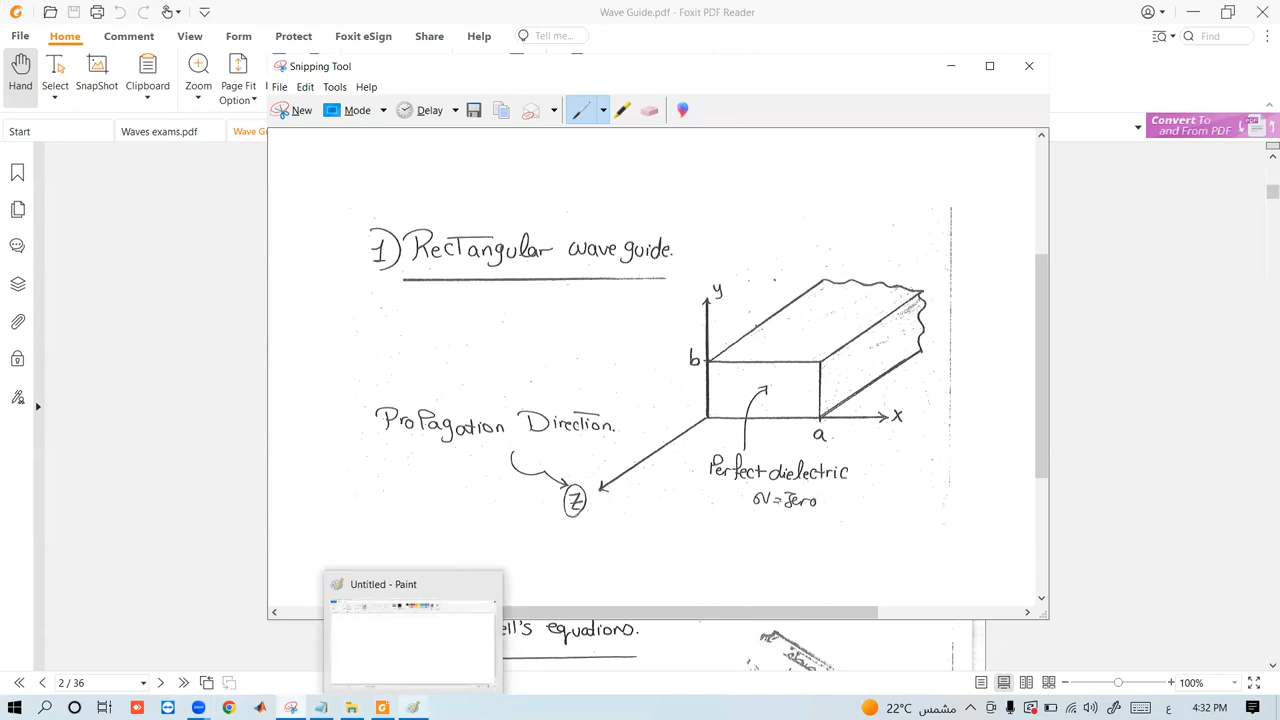 Wave Guide.pdf - Foxit PDF Reader
File Home Comment View Form Protect Foxit eSign Share Help Tell me... Find
Hand Select SnapShot Clipboard Zoom Page Fit Option
Start Waves exams.pdf Wave Gu
Convert To and From PDF
Snipping Tool
File Edit Tools Help
New Mode Delay
1) Rectangular wave guide.
y
b
x
a
Propagation Direction.
Z
Perfect dielectric
σ = Zero
Untitled - Paint
ell's equations.
2 / 36
100%
22°C مشمس
ع
4:32 PM